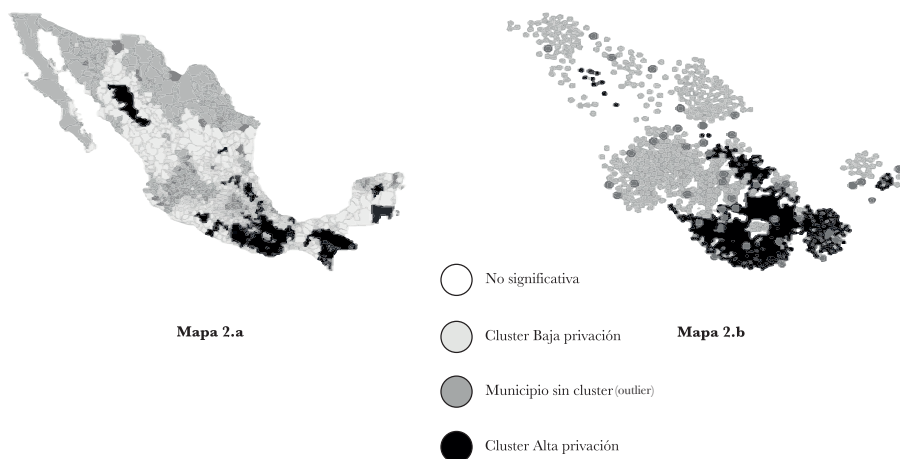 Mapa 2.a
Mapa 2.b
No significativa
Cluster Baja privación
Municipio sin cluster (outlier)
Cluster Alta privación